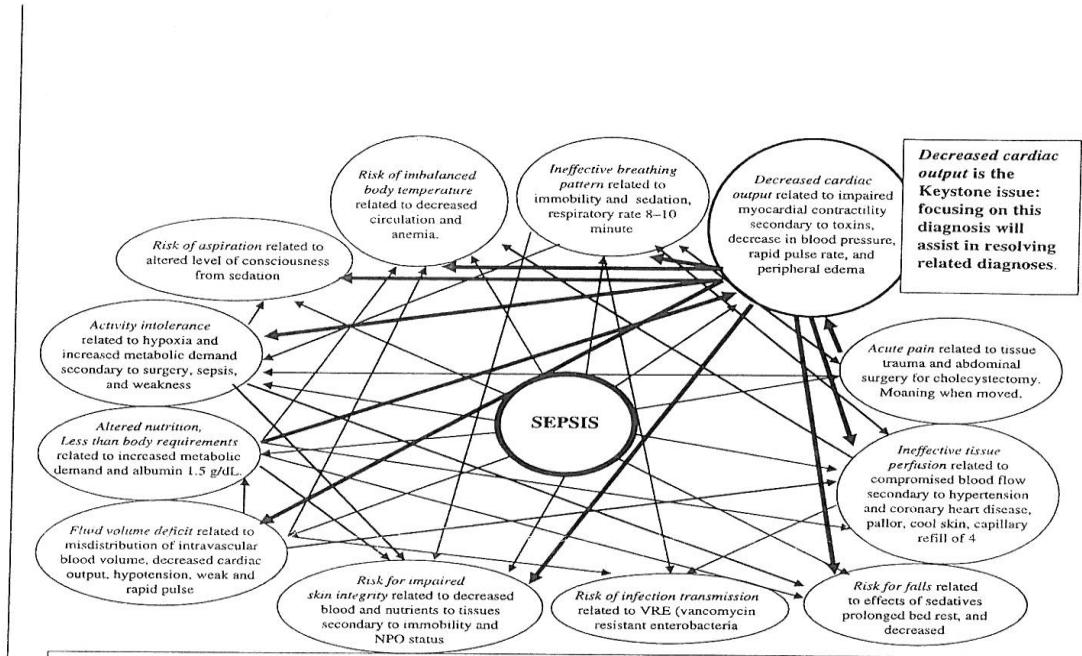 Risk of imbalanced
body temperature
related to decreased
circulation and
anemia.
Ineffective breathing
pattern related to
immobility and sedation,
respiratory rate 8–10
minute
Decreased cardiac
output related to impaired
myocardial contractility
secondary to toxins,
decrease in blood pressure,
rapid pulse rate, and
peripheral edema
Decreased cardiac
output is the
Keystone issue:
focusing on this
diagnosis will
assist in resolving
related diagnoses.
Risk of aspiration related to
altered level of consciousness
from sedation
Activity intolerance
related to hypoxia and
increased metabolic demand
secondary to surgery, sepsis,
and weakness
Acute pain related to tissue
trauma and abdominal
surgery for cholecystectomy.
Moaning when moved.
SEPSIS
Altered nutrition,
Less than body requirements
related to increased metabolic
demand and albumin 1.5 g/dL.
Ineffective tissue
perfusion related to
compromised blood flow
secondary to hypertension
and coronary heart disease,
pallor, cool skin, capillary
refill of 4
Fluid volume deficit related to
misdistribution of intravascular
blood volume, decreased cardiac
output, hypotension, weak and
rapid pulse
Risk for impaired
skin integrity related to decreased
blood and nutrients to tissues
secondary to immobility and
NPO status
Risk of infection transmission
related to VRE (vancomycin
resistant enterobacteria
Risk for falls related
to effects of sedatives
prolonged bed rest, and
decreased